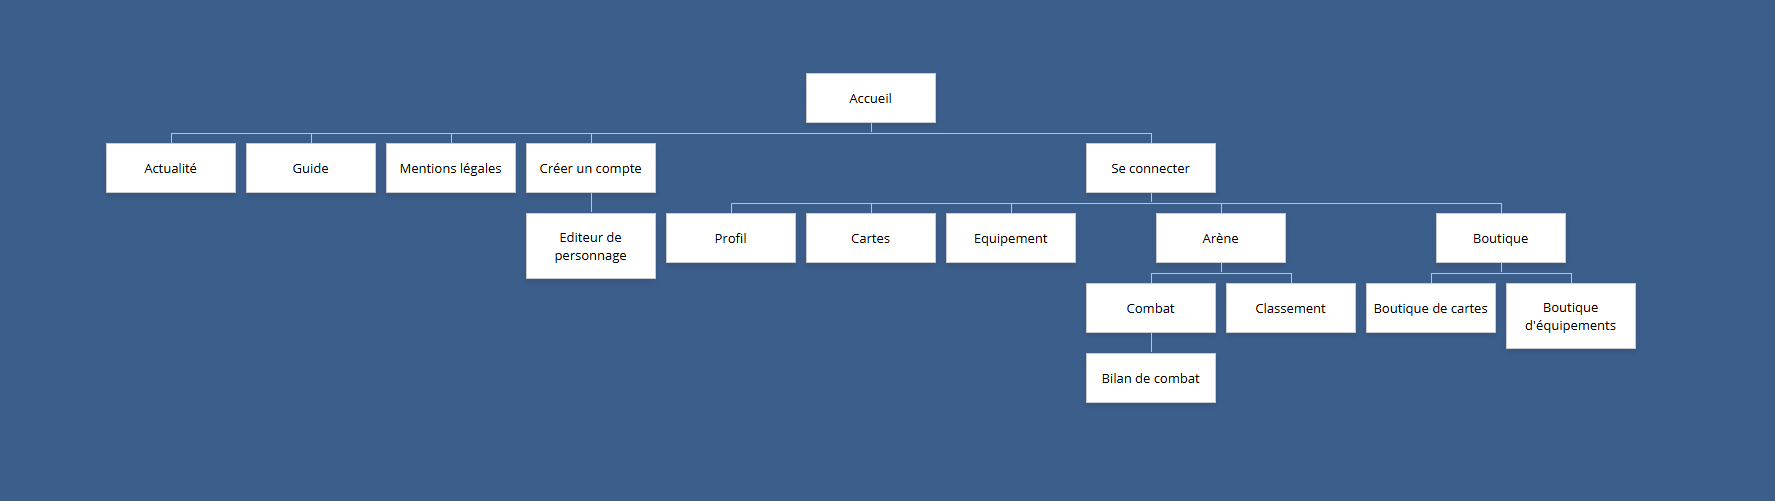 Accueil
Actualité
Guide
Mentions légales
Créer un compte
Se connecter
Editeur de
personnage
Profil
Cartes
Equipement
Arène
Boutique
Combat
Classement
Boutique de cartes
Boutique
d'équipements
Bilan de combat